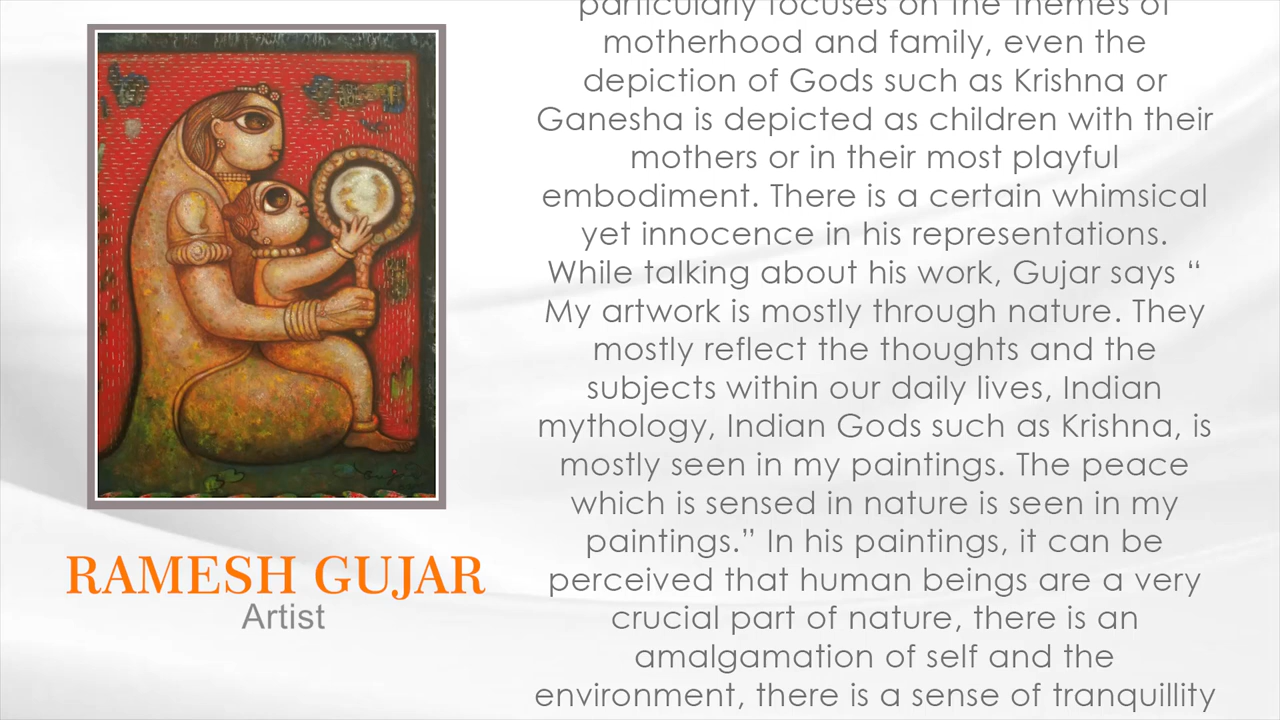 particularly focuses on the themes of
motherhood and family, even the
depiction of Gods such as Krishna or
Ganesha is depicted as children with their
mothers or in their most playful
embodiment. There is a certain whimsical
yet innocence in his representations.
While talking about his work, Gujar says “
My artwork is mostly through nature. They
mostly reflect the thoughts and the
subjects within our daily lives, Indian
mythology, Indian Gods such as Krishna, is
mostly seen in my paintings. The peace
which is sensed in nature is seen in my
paintings.” In his paintings, it can be
perceived that human beings are a very
crucial part of nature, there is an
amalgamation of self and the
environment, there is a sense of tranquillity
RAMESH GUJAR
Artist